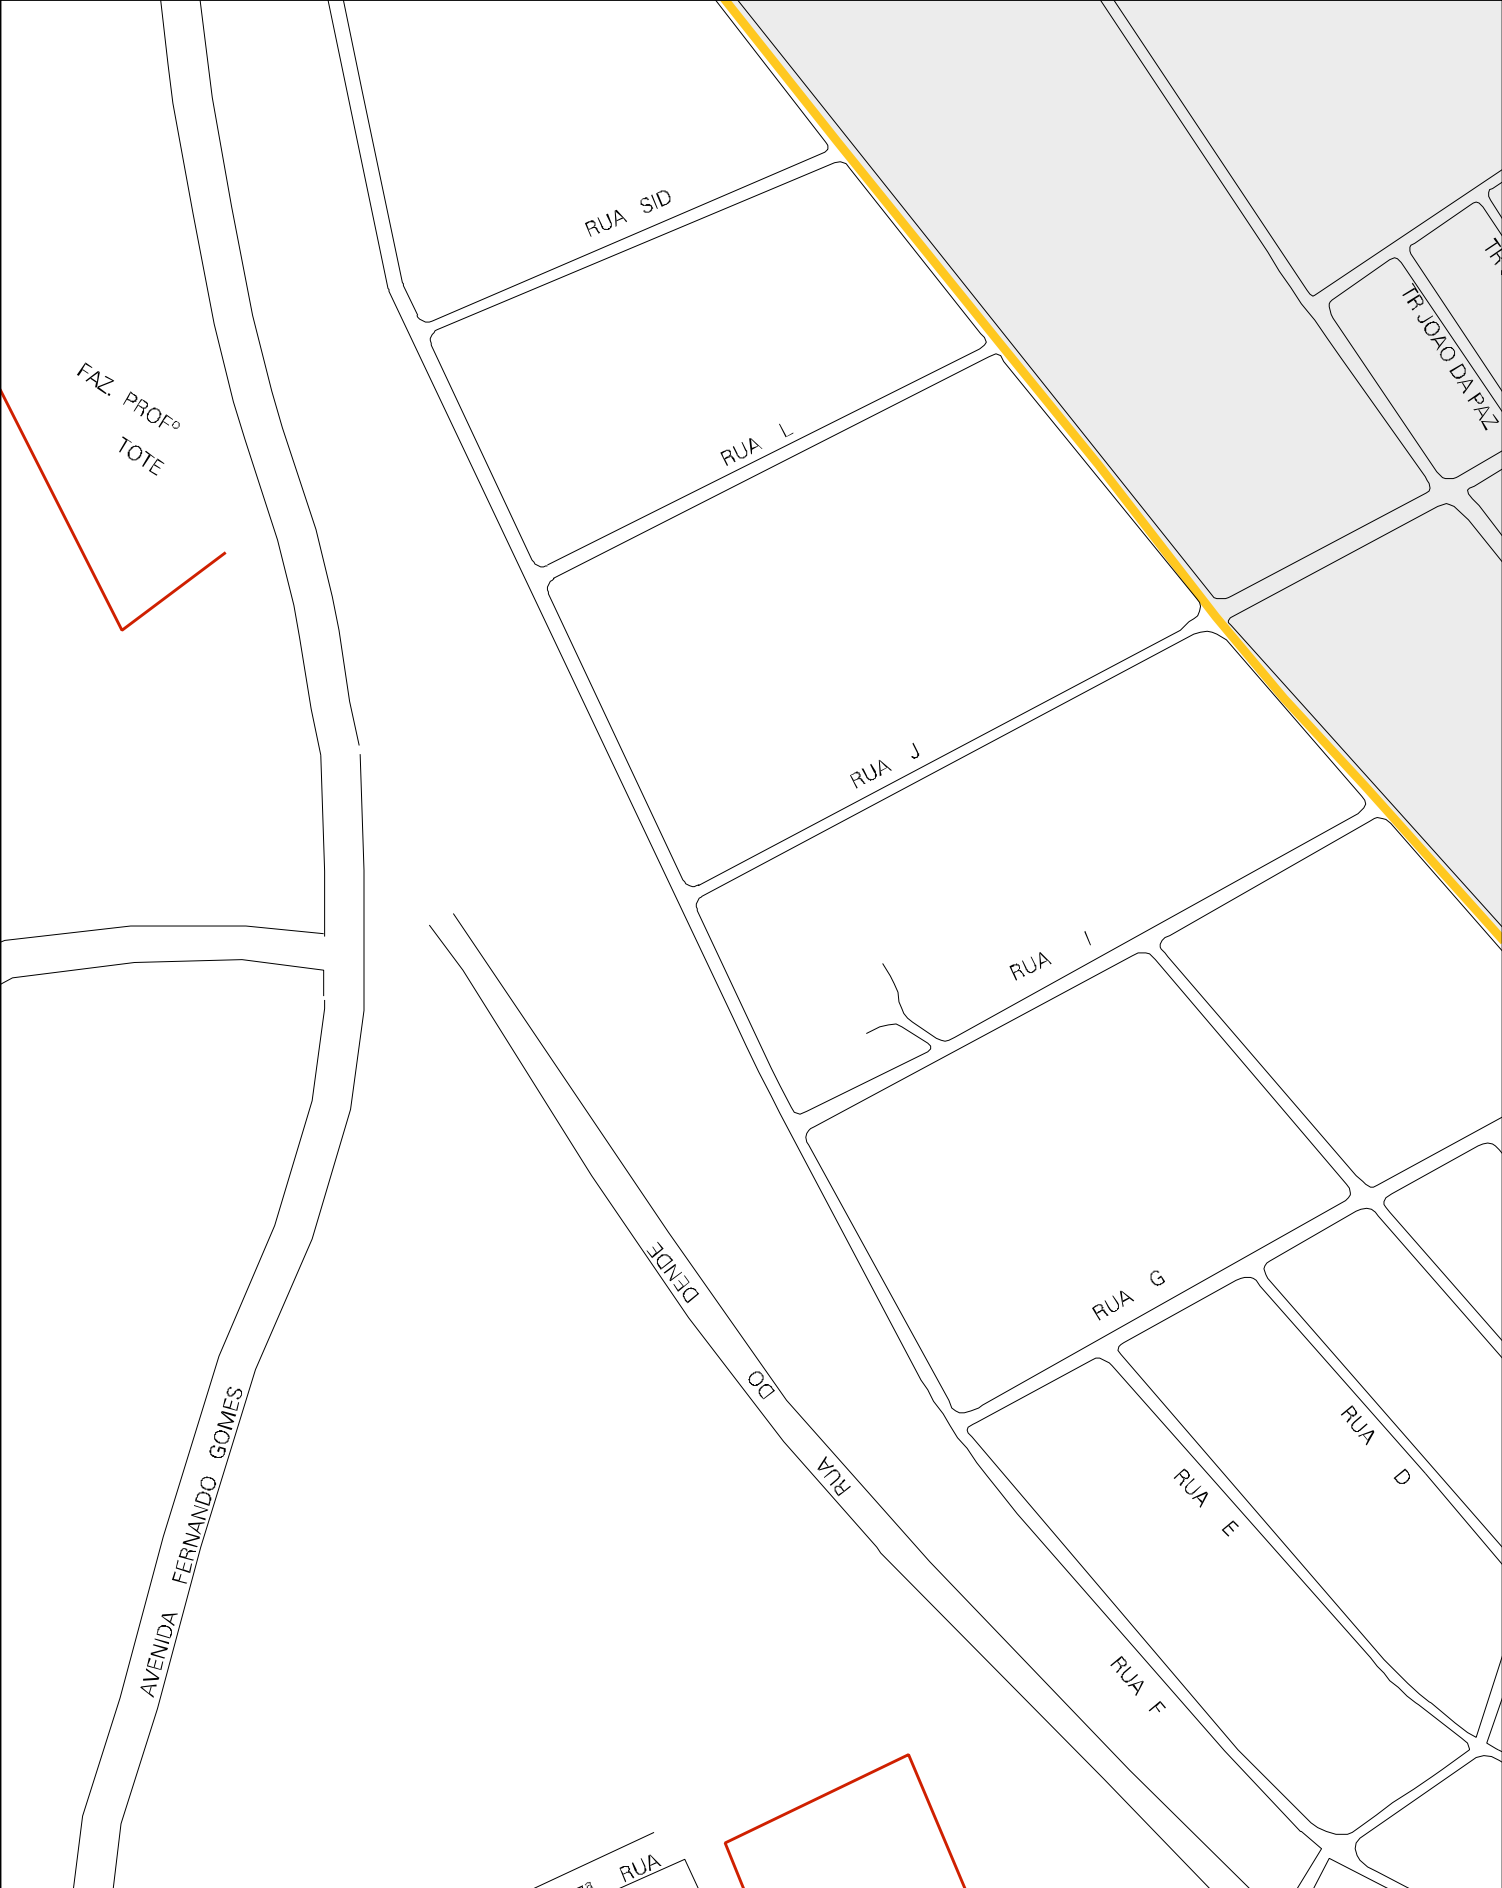 RUA SID
TR
TR JOAO DA PAZ
FAZ. PROFº
TOTE
RUA L
RUA J
RUA I
RUA G
RUA DO DENDE
RUA D
RUA E
RUA F
AVENIDA FERNANDO GOMES
RUA